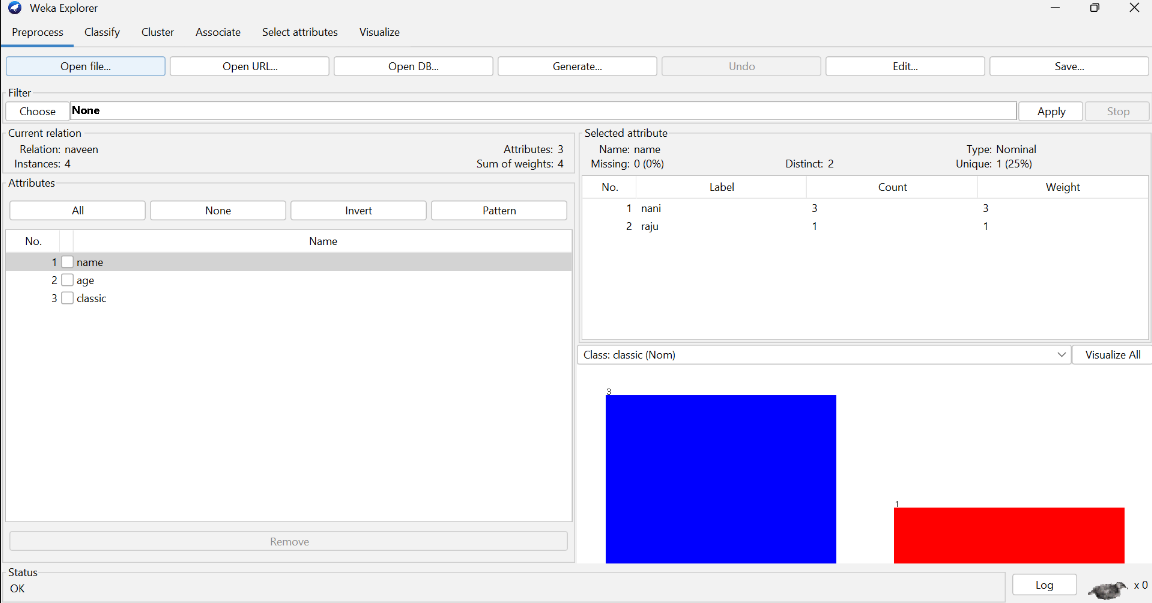 Weka Explorer
Preprocess Classify Cluster Associate Select attributes Visualize
Open file... Open URL... Open DB... Generate... Undo Edit... Save...
Filter
Choose None Apply Stop
Current relation
Relation: naveen Attributes: 3
Instances: 4 Sum of weights: 4
Attributes
All None Invert Pattern
No. Name
1 name
2 age
3 classic
Remove
Selected attribute
Name: name Type: Nominal
Missing: 0 (0%) Distinct: 2 Unique: 1 (25%)
No. Label Count Weight
1 nani 3 3
2 raju 1 1
Class: classic (Nom) Visualize All
3
1
Status
OK
Log x 0